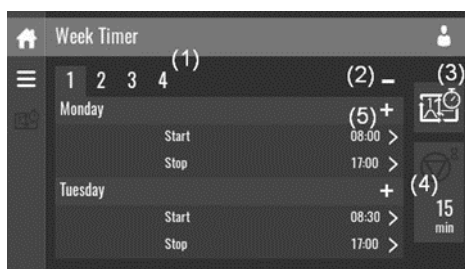 Week Timer
(1)
1 2 3 4
(2) −
(3)
Monday
(5) +
Start 08:00 >
Stop 17:00 >
Tuesday +
(4)
Start 08:30 >
15
min
Stop 17:00 >